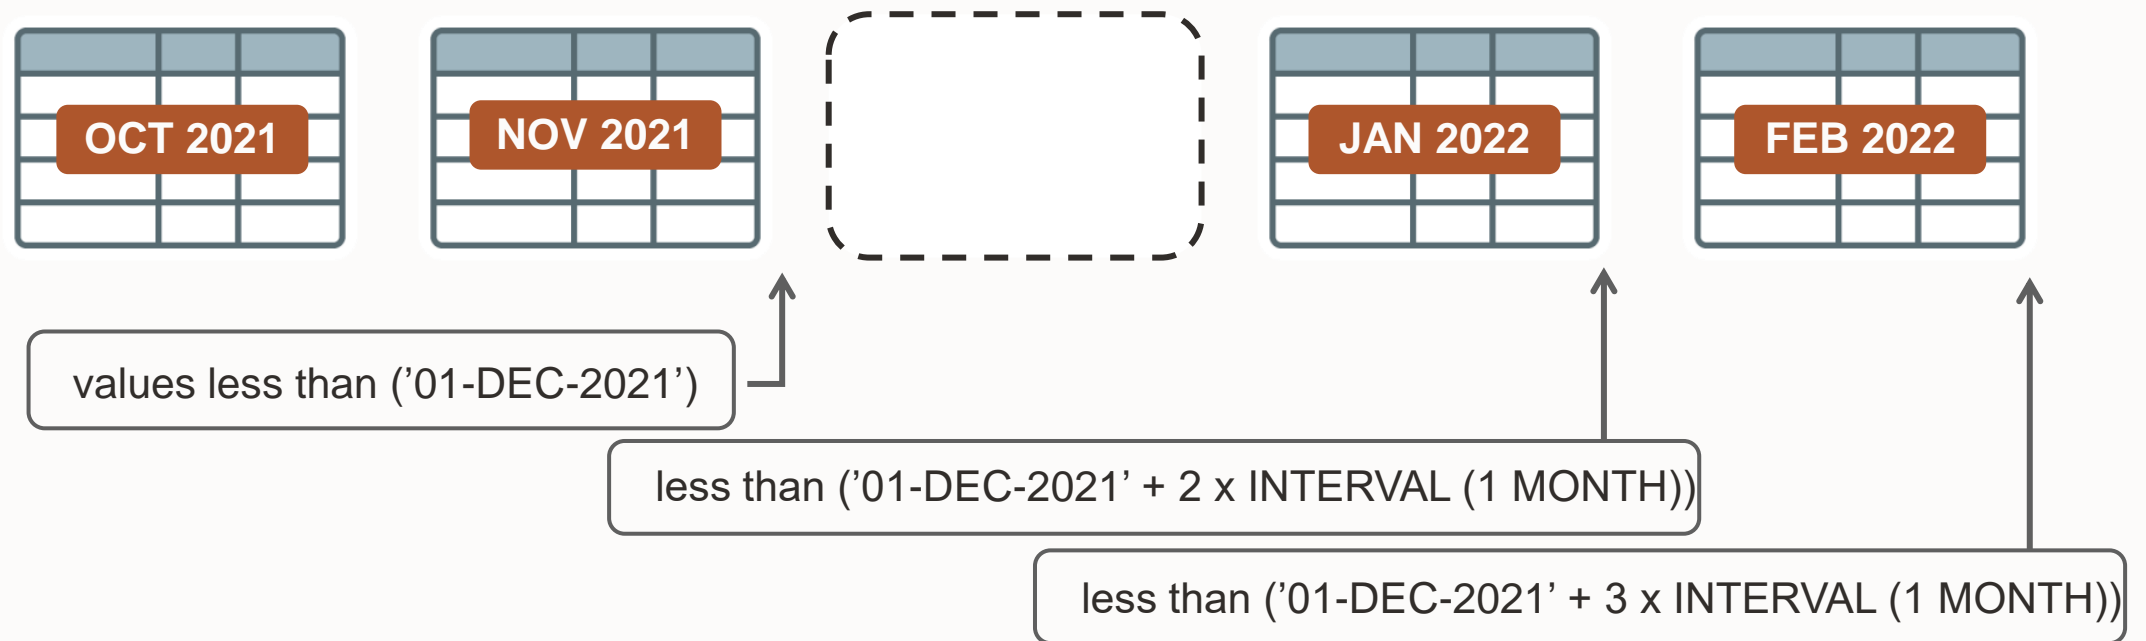 OCT 2021
NOV 2021
JAN 2022
FEB 2022
values less than (’01-DEC-2021’)
less than (’01-DEC-2021’ + 2 x INTERVAL (1 MONTH))
less than (’01-DEC-2021’ + 3 x INTERVAL (1 MONTH))